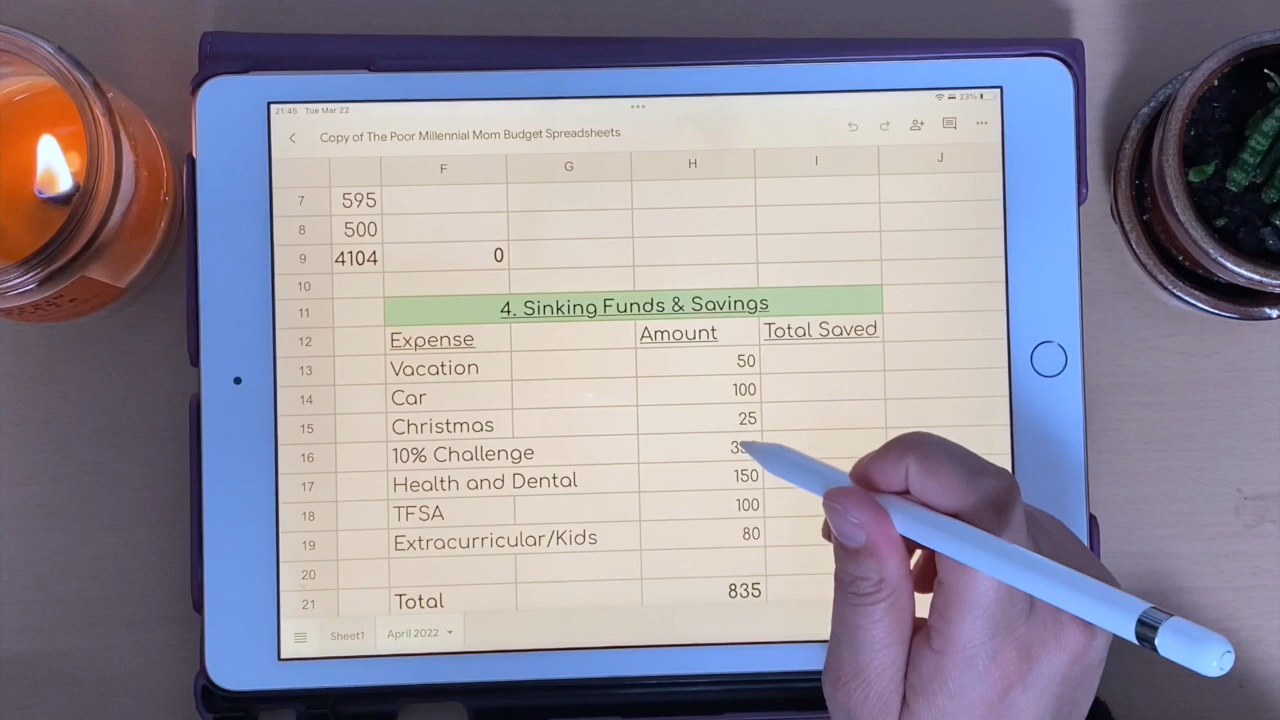 21:45 Tue Mar 22
23%
Copy of The Poor Millennial Mom Budget Spreadsheets
F G H I J
7 595
8 500
9 4104 0
10
11 4. Sinking Funds & Savings
12 Expense Amount Total Saved
13 Vacation 50
14 Car 100
15 Christmas 25
16 10% Challenge
17 Health and Dental 150
18 TFSA 100
19 Extracurricular/Kids 80
20
21 Total 835
Sheet1 April 2022